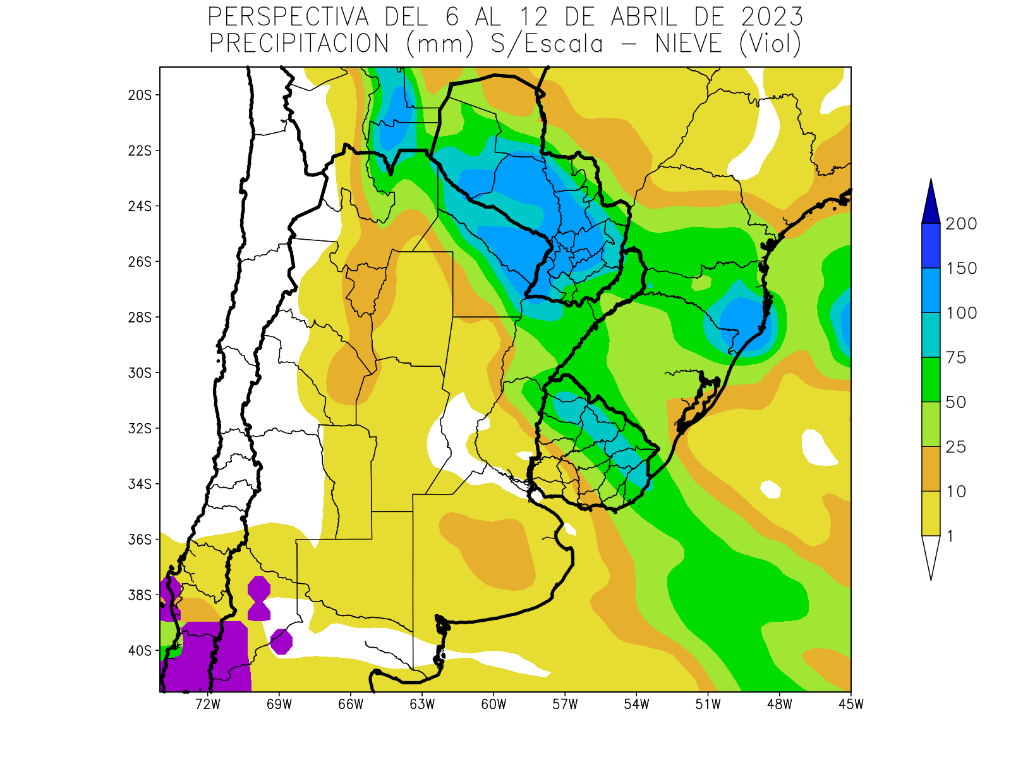 PERSPECTIVA DEL 6 AL 12 DE ABRIL DE 2023
PRECIPITACION (mm) S/Escala – NIEVE (Viol)
20S
22S
24S
26S
28S
30S
32S
34S
36S
38S
40S
72W 69W 66W 63W 60W 57W 54W 51W 48W 45W
200
150
100
75
50
25
10
1